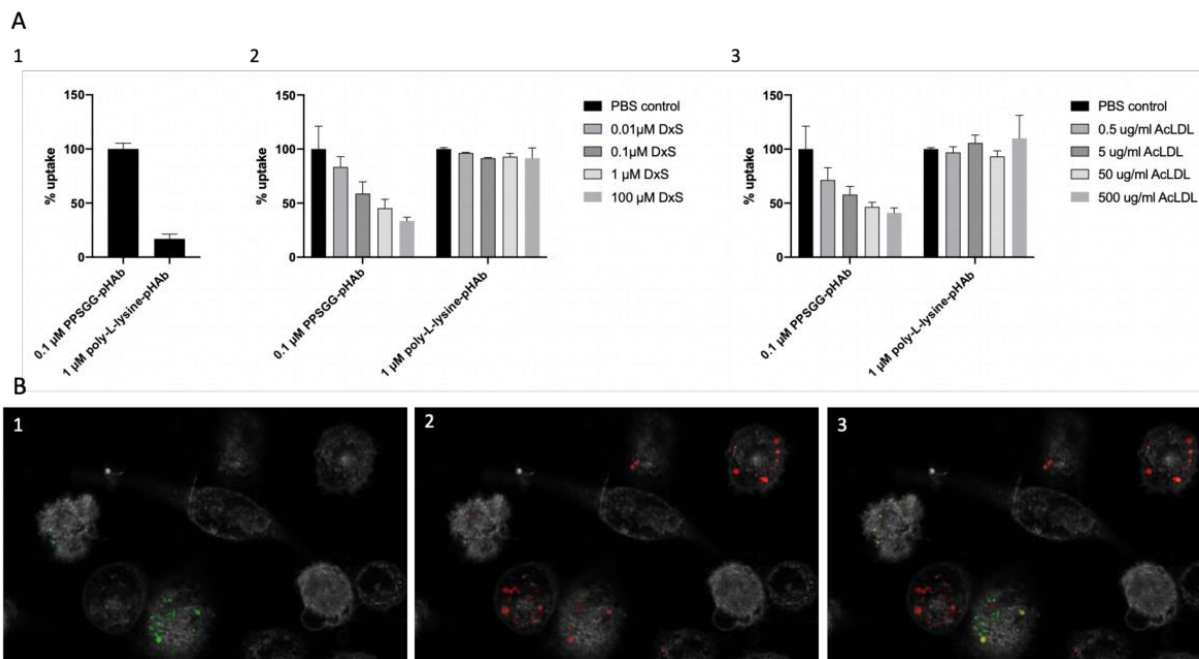 A
1
2
3
150
100
50
0
% uptake
0.1 µM PPSGG-pHAb
1 µM poly-L-lysine-pHAb
150
100
50
0
% uptake
0.1 µM PPSGG-pHAb
1 µM poly-L-lysine-pHAb
PBS control
0.01µM DxS
0.1µM DxS
1 µM DxS
100 µM DxS
150
100
50
0
% uptake
0.1 µM PPSGG-pHAb
1 µM poly-L-lysine-pHAb
PBS control
0.5 ug/ml AcLDL
5 ug/ml AcLDL
50 ug/ml AcLDL
500 ug/ml AcLDL
B
1
2
3